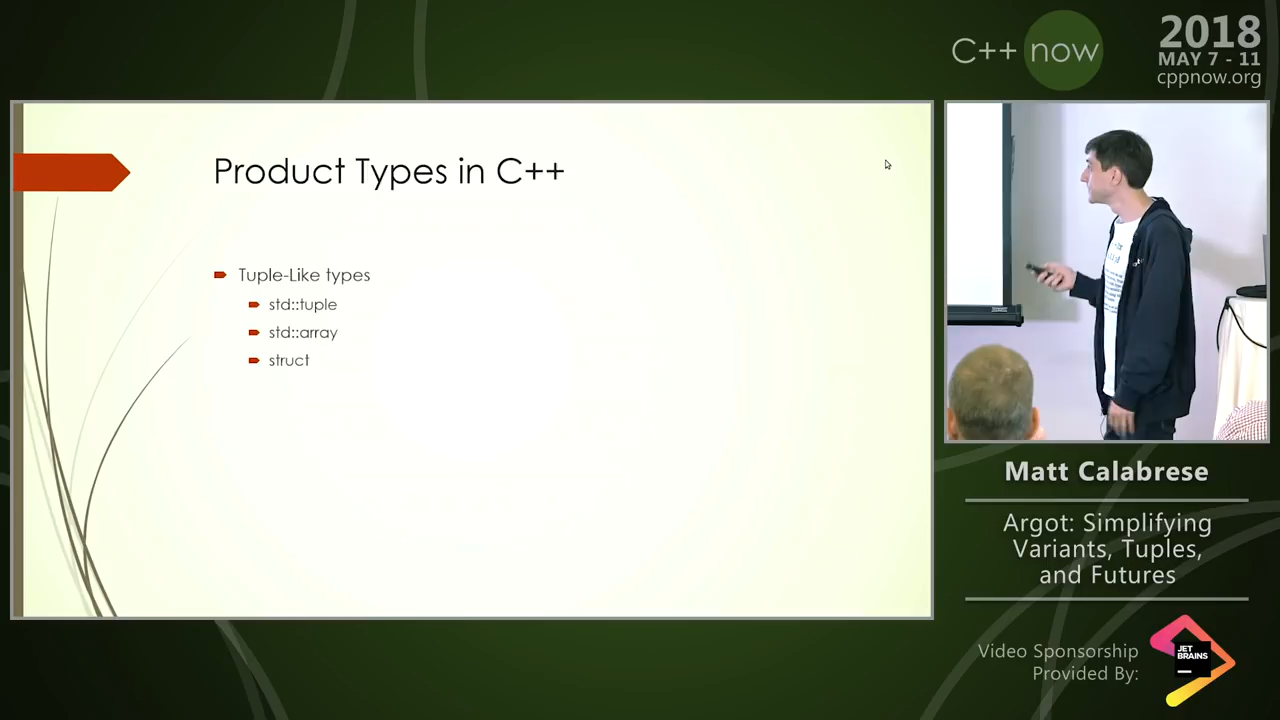 C++ now
2018
MAY 7 - 11
cppnow.org
Product Types in C++
Tuple-Like types
std::tuple
std::array
struct
Matt Calabrese
Argot: Simplifying
Variants, Tuples,
and Futures
Video Sponsorship
Provided By:
JET
BRAINS